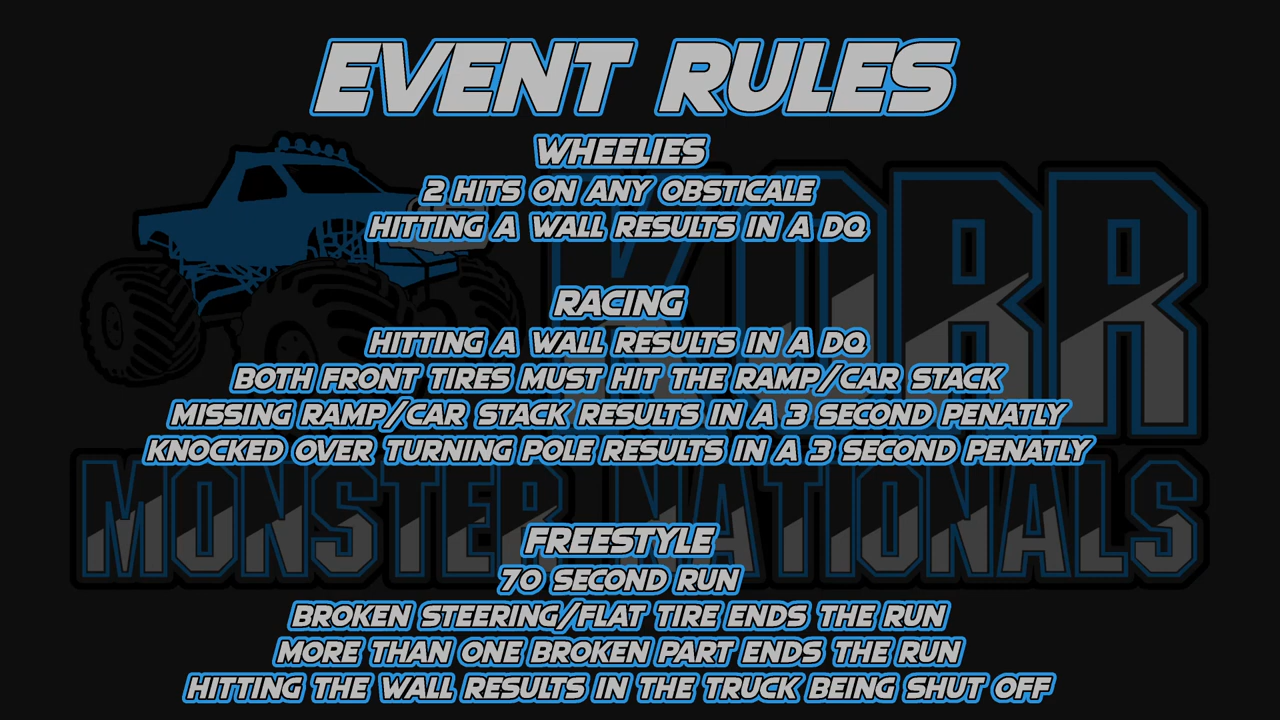 EVENT RULES
WHEELIES
2 HITS ON ANY OBSTICALE
HITTING A WALL RESULTS IN A DQ
RACING
HITTING A WALL RESULTS IN A DQ
BOTH FRONT TIRES MUST HIT THE RAMP/CAR STACK
MISSING RAMP/CAR STACK RESULTS IN A 3 SECOND PENATLY
KNOCKED OVER TURNING POLE RESULTS IN A 3 SECOND PENATLY
FREESTYLE
70 SECOND RUN
BROKEN STEERING/FLAT TIRE ENDS THE RUN
MORE THAN ONE BROKEN PART ENDS THE RUN
HITTING THE WALL RESULTS IN THE TRUCK BEING SHUT OFF
MONSTER NATIONALS